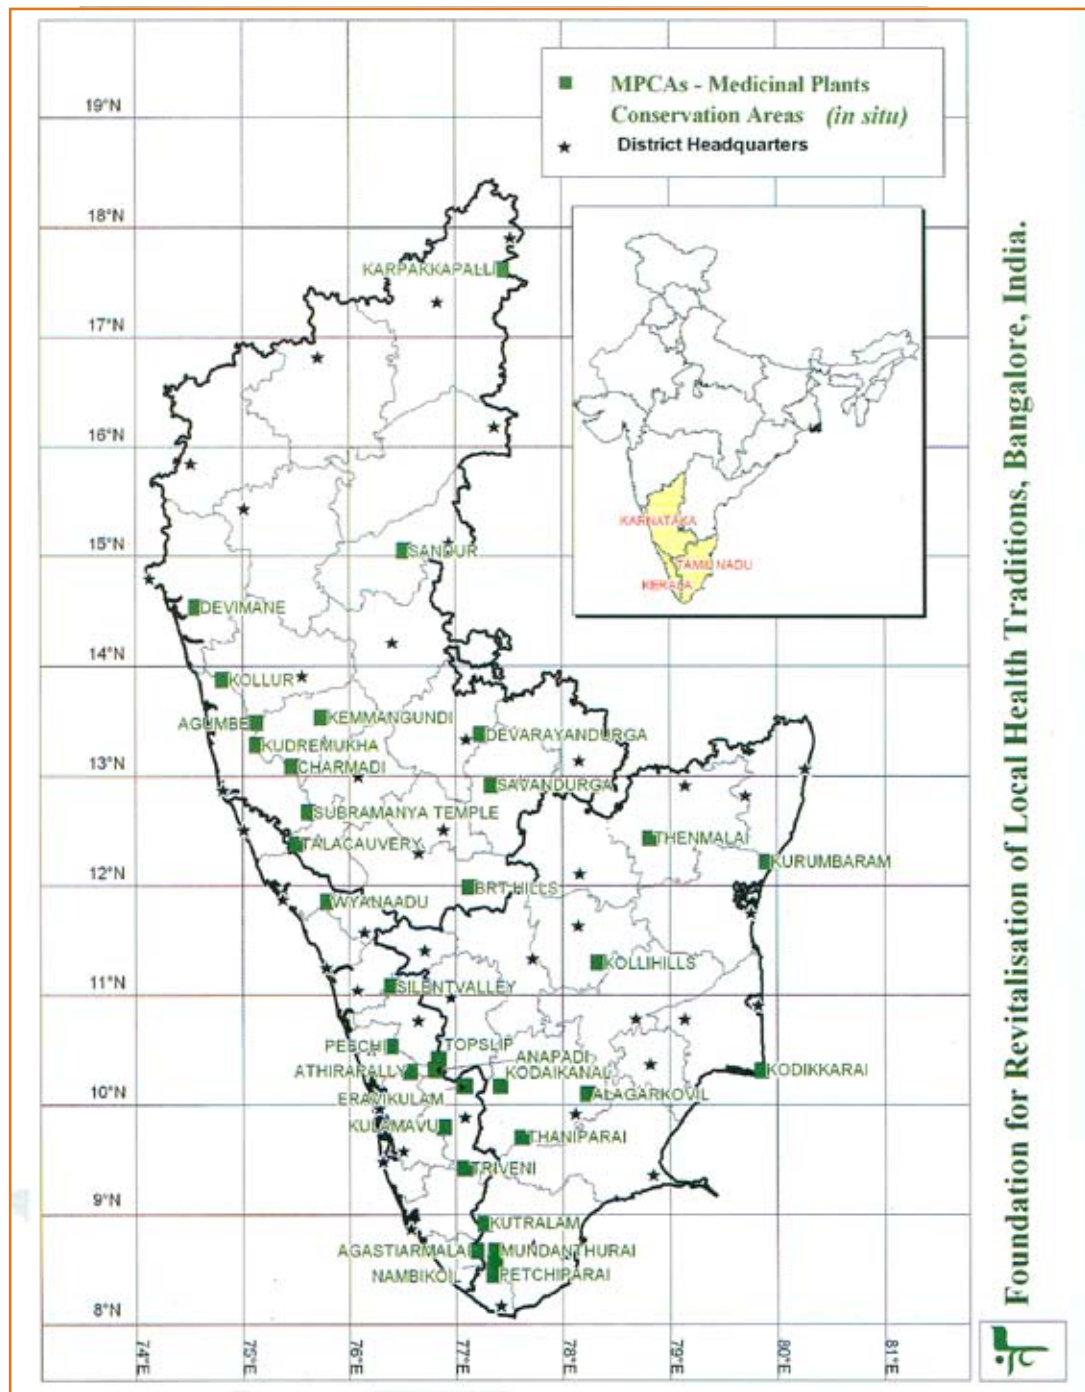 MPCAs - Medicinal Plants
Conservation Areas (in situ)
District Headquarters
19°N
18°N
17°N
16°N
15°N
14°N
13°N
12°N
11°N
10°N
9°N
8°N
74°E
75°E
76°E
77°E
78°E
79°E
80°E
81°E
KARNATAKA
TAMIL NADU
KERALA
KARPAKKAPALLI
SANDUR
DEVIMANE
KOLLUR
AGUMBE
KEMMANGUNDI
DEVARAYANDURGA
KUDREMUKHA
CHARMADI
SAVANDURGA
SUBRAMANYA TEMPLE
THENMALAI
TALACAUVERY
KURUMBARAM
BRT HILLS
WYANAADU
KOLLIHILLS
SILENTVALLEY
PEECHI
TOPSLIP
ANAPADI
ATHIRAPALLY
KODAIKANAL
KODIKKARAI
ERAVIKULAM
ALAGARKOVIL
KULAMAVU
THANIPARAI
TRIVENI
KUTRALAM
AGASTIARMALAI
MUNDANTHURAI
NAMBIKOIL
PETCHIPARAI
Foundation for Revitalisation of Local Health Traditions, Bangalore, India.